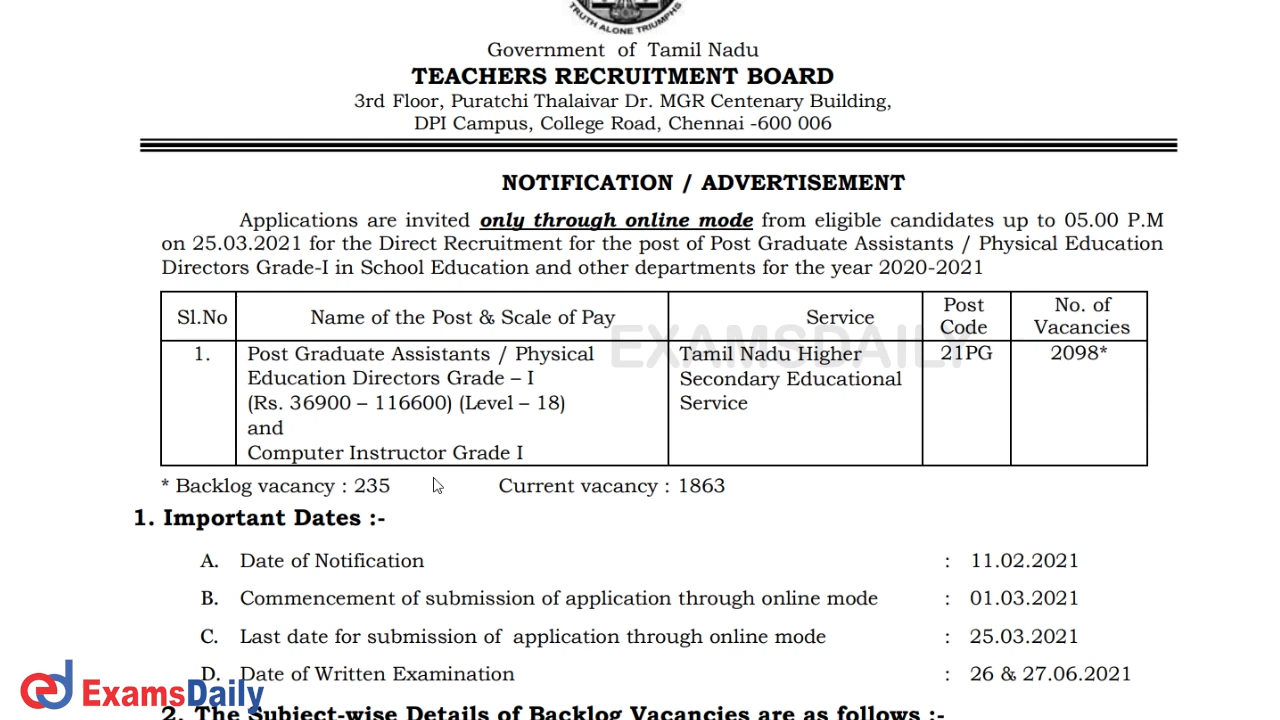 TRUTH ALONE TRIUMPHS
Government of Tamil Nadu
TEACHERS RECRUITMENT BOARD
3rd Floor, Puratchi Thalaivar Dr. MGR Centenary Building,
DPI Campus, College Road, Chennai -600 006
NOTIFICATION / ADVERTISEMENT
Applications are invited only through online mode from eligible candidates up to 05.00 P.M
on 25.03.2021 for the Direct Recruitment for the post of Post Graduate Assistants / Physical Education
Directors Grade-I in School Education and other departments for the year 2020-2021
Sl.No Name of the Post & Scale of Pay Service Post Code No. of Vacancies
1. Post Graduate Assistants / Physical Education Directors Grade – I (Rs. 36900 – 116600) (Level – 18) and Computer Instructor Grade I Tamil Nadu Higher Secondary Educational Service 21PG 2098*
EXAMSDAILY
* Backlog vacancy : 235 Current vacancy : 1863
1. Important Dates :-
A. Date of Notification : 11.02.2021
B. Commencement of submission of application through online mode : 01.03.2021
C. Last date for submission of application through online mode : 25.03.2021
D. Date of Written Examination : 26 & 27.06.2021
ed ExamsDaily
2. The Subject-wise Details of Backlog Vacancies are as follows :-